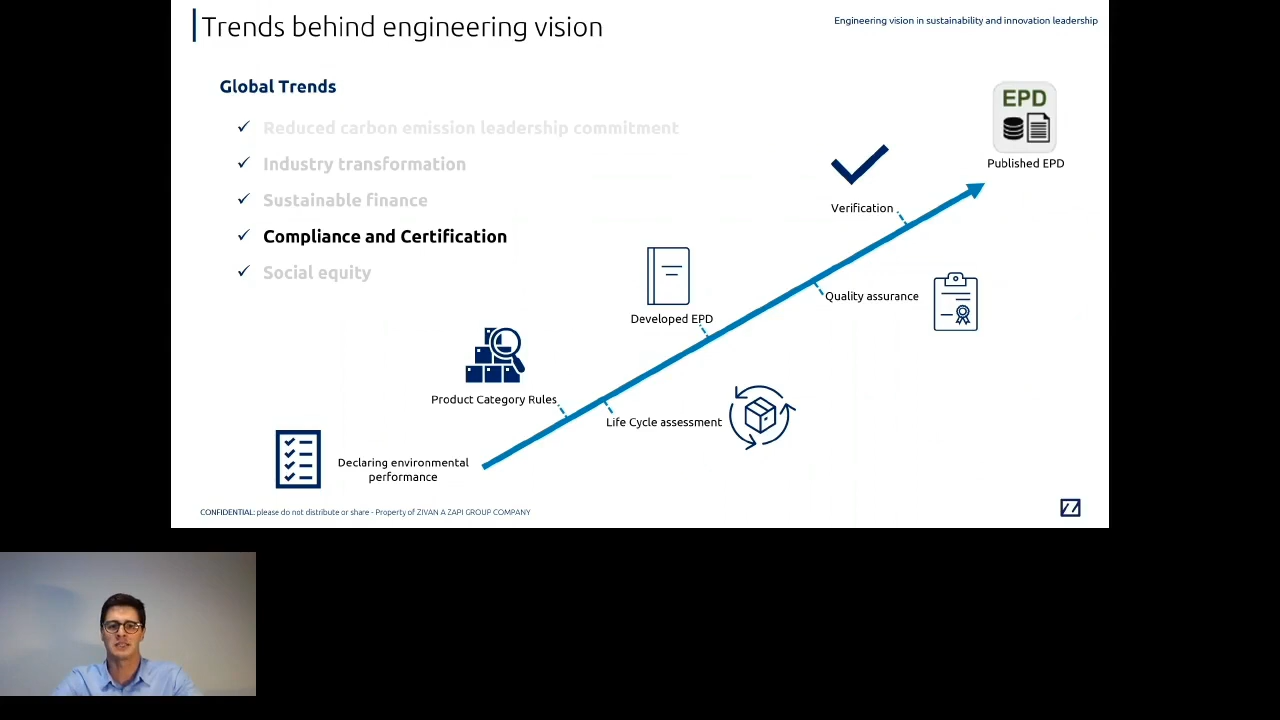 Trends behind engineering vision
Engineering vision in sustainability and innovation leadership
Global Trends
Reduced carbon emission leadership commitment
Industry transformation
Sustainable finance
Compliance and Certification
Social equity
EPD
Published EPD
Verification
Quality assurance
Developed EPD
Product Category Rules
Life Cycle assessment
Declaring environmental
performance
CONFIDENTIAL: please do not distribute or share - Property of ZIVAN A ZAPI GROUP COMPANY